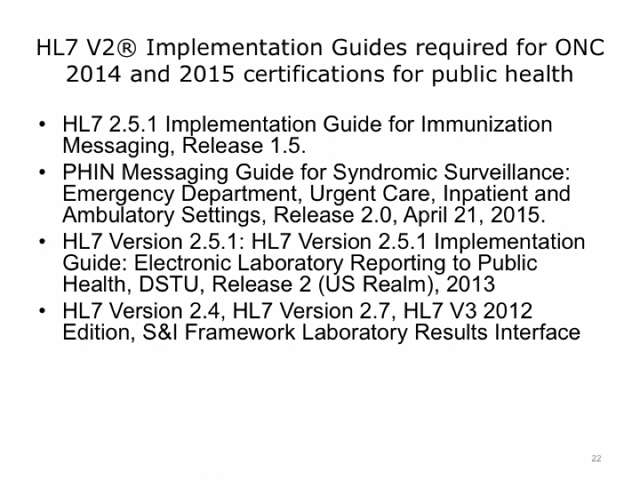 HL7 V2® Implementation Guides required for ONC
2014 and 2015 certifications for public health
• HL7 2.5.1 Implementation Guide for Immunization
Messaging, Release 1.5.
• PHIN Messaging Guide for Syndromic Surveillance:
Emergency Department, Urgent Care, Inpatient and
Ambulatory Settings, Release 2.0, April 21, 2015.
• HL7 Version 2.5.1: HL7 Version 2.5.1 Implementation
Guide: Electronic Laboratory Reporting to Public
Health, DSTU, Release 2 (US Realm), 2013
• HL7 Version 2.4, HL7 Version 2.7, HL7 V3 2012
Edition, S&I Framework Laboratory Results Interface
22